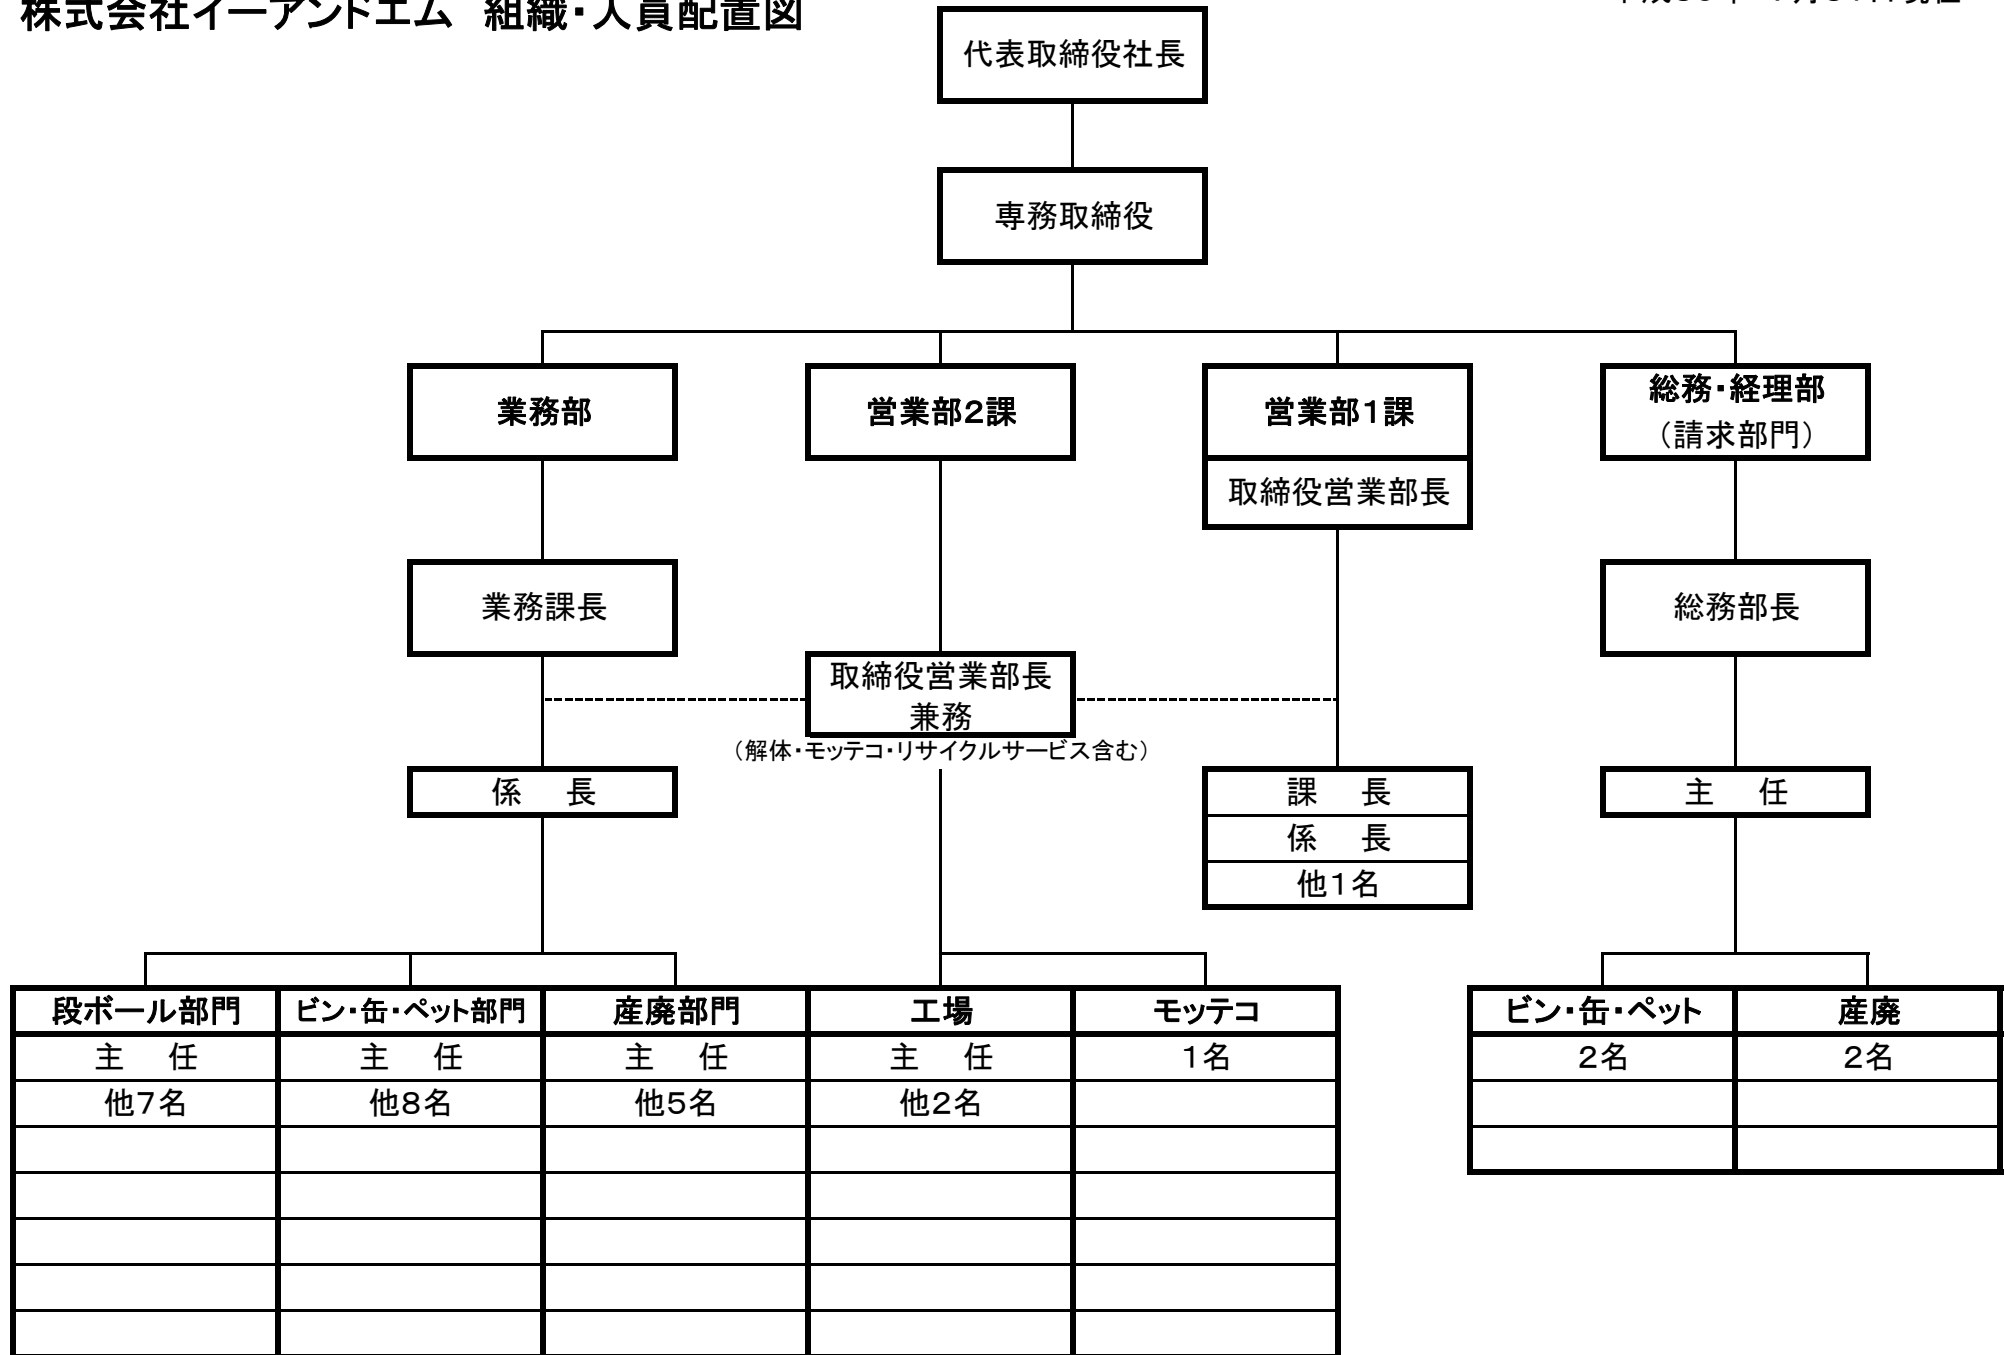 株式会社イーアンドエム 組織・人員配置図
代表取締役社長
専務取締役
業務部
営業部2課
営業部1課
総務・経理部
（請求部門）
取締役営業部長
業務課長
総務部長
取締役営業部長
兼務
（解体・モッテコ・リサイクルサービス含む）
係 長
課 長
主 任
係 長
他1名
段ボール部門 ビン・缶・ペット部門 産廃部門 工場 モッテコ ビン・缶・ペット 産廃
主 任 主 任 主 任 主 任 1名 2名 2名
他7名 他8名 他5名 他2名